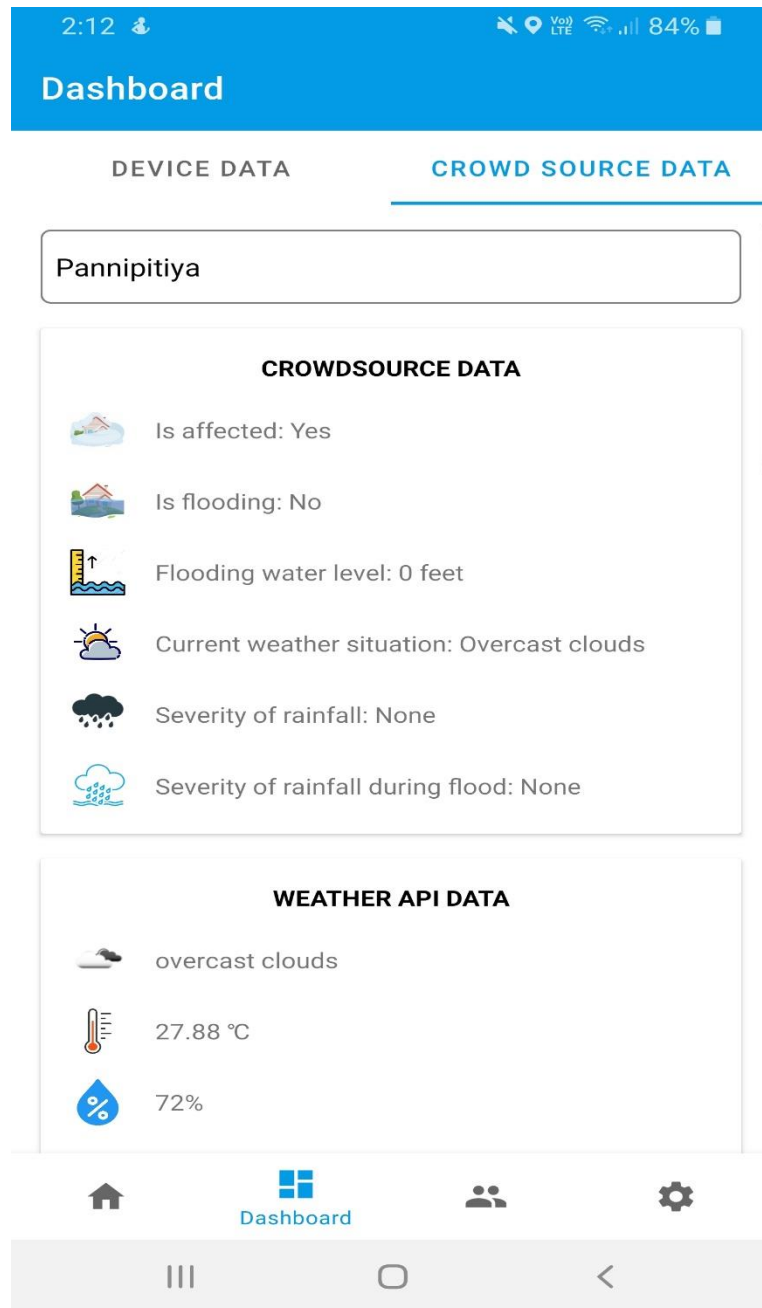 2:12 Vo)) LTE 84%
Dashboard
DEVICE DATA CROWD SOURCE DATA
Pannipitiya
CROWDSOURCE DATA
Is affected: Yes
Is flooding: No
Flooding water level: 0 feet
Current weather situation: Overcast clouds
Severity of rainfall: None
Severity of rainfall during flood: None
WEATHER API DATA
overcast clouds
27.88 ℃
72%
Dashboard